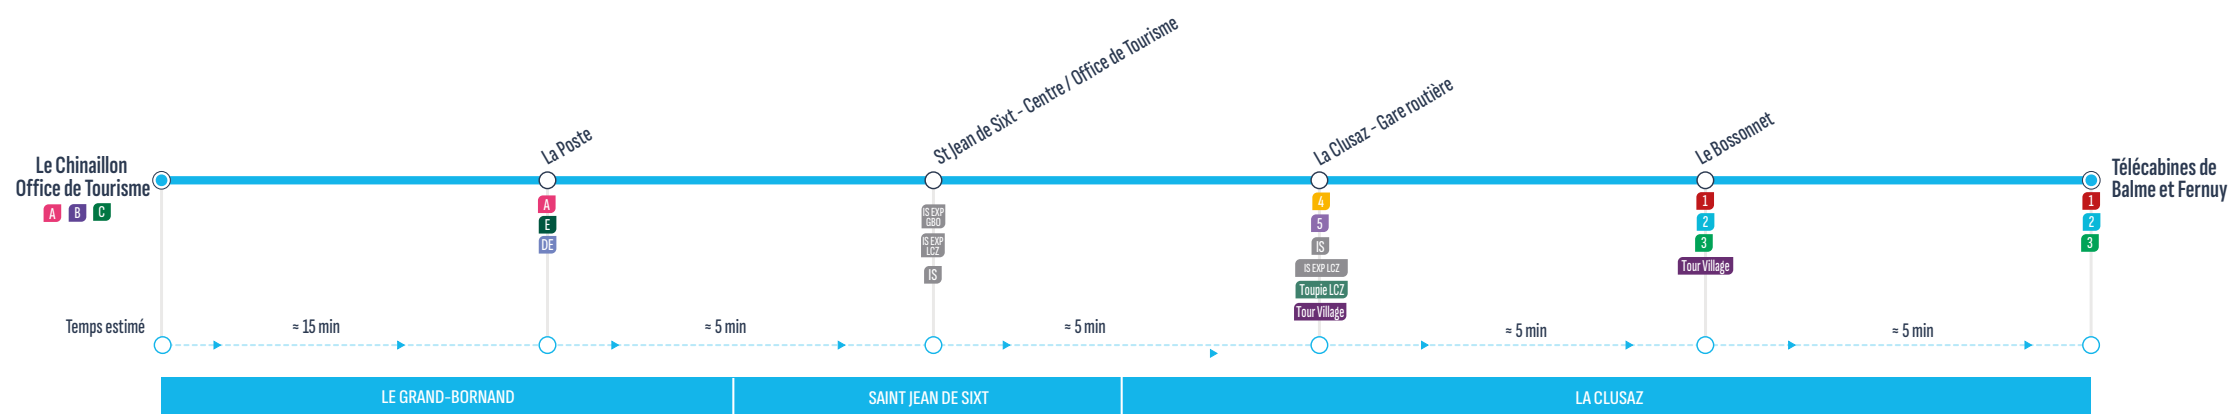 St Jean de Sixt - Centre / Office de Tourisme
La Clusaz - Gare routière
La Poste
Le Bossonnet
Le Chinaillon
Office de Tourisme
A B C
Télécabines de
Balme et Fernuy
A
E
DE
IS EXP
GBO
IS EXP
LCZ
IS
4
5
IS
IS EXP LCZ
Toupie LCZ
Tour Village
1
2
3
Tour Village
1
2
3
Temps estimé
≈ 15 min
≈ 5 min
≈ 5 min
≈ 5 min
≈ 5 min
LE GRAND-BORNAND
SAINT JEAN DE SIXT
LA CLUSAZ